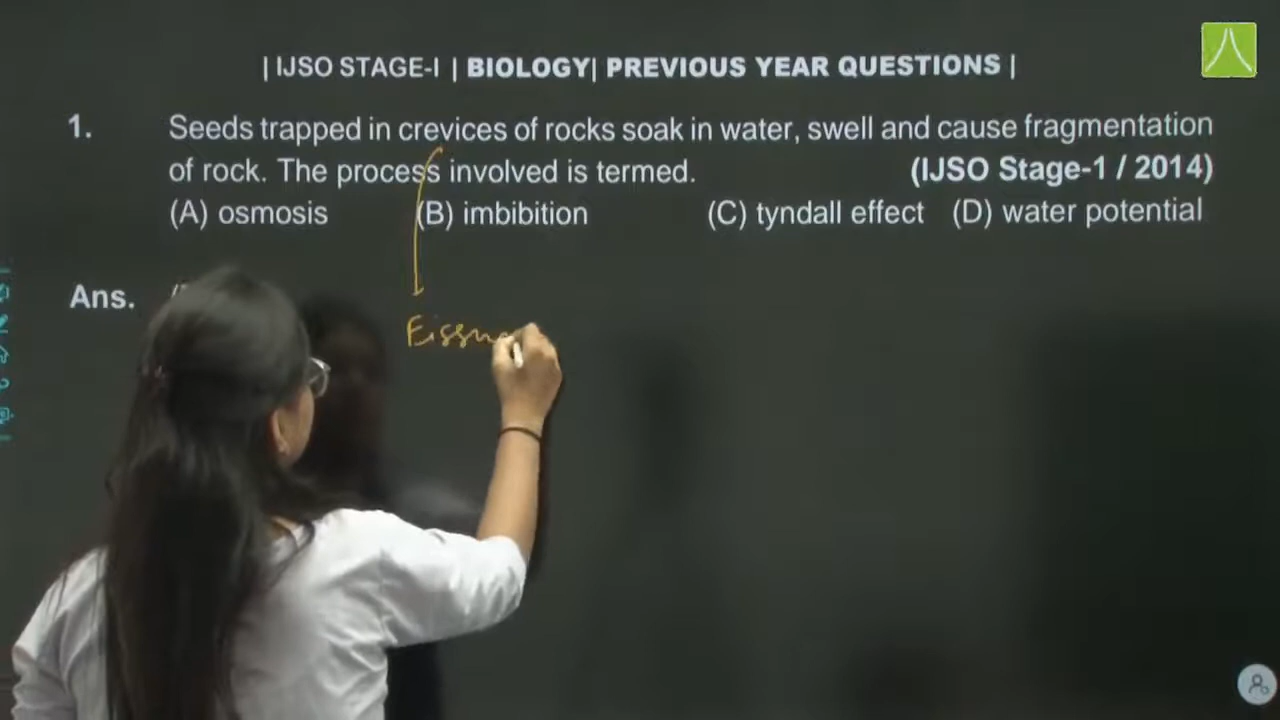 | IJSO STAGE-I | BIOLOGY| PREVIOUS YEAR QUESTIONS |
1. Seeds trapped in crevices of rocks soak in water, swell and cause fragmentation
of rock. The process involved is termed. (IJSO Stage-1 / 2014)
(A) osmosis (B) imbibition (C) tyndall effect (D) water potential
Ans.